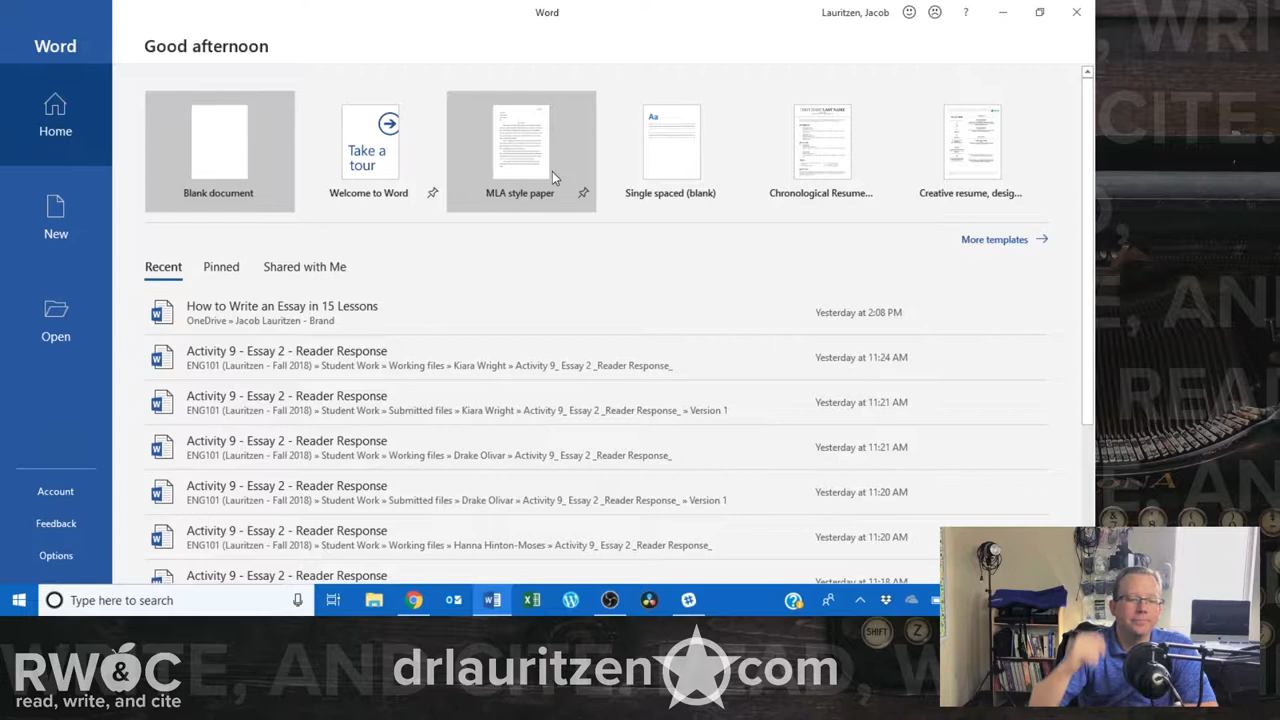 Word
Lauritzen, Jacob
?
Word
Good afternoon
Home
New
Open
Account
Feedback
Options
Blank document
Take a
tour
Welcome to Word
MLA style paper
Aa
Single spaced (blank)
Chronological Resume...
Creative resume, desig...
More templates
Recent
Pinned
Shared with Me
How to Write an Essay in 15 Lessons
OneDrive » Jacob Lauritzen - Brand
Yesterday at 2:08 PM
Activity 9 - Essay 2 - Reader Response
ENG101 (Lauritzen - Fall 2018) » Student Work » Working files » Kiara Wright » Activity 9_ Essay 2 _Reader Response_
Yesterday at 11:24 AM
Activity 9 - Essay 2 - Reader Response
ENG101 (Lauritzen - Fall 2018) » Student Work » Submitted files » Kiara Wright » Activity 9_ Essay 2 _Reader Response_ » Version 1
Yesterday at 11:21 AM
Activity 9 - Essay 2 - Reader Response
ENG101 (Lauritzen - Fall 2018) » Student Work » Working files » Drake Olivar » Activity 9_ Essay 2 _Reader Response_
Yesterday at 11:21 AM
Activity 9 - Essay 2 - Reader Response
ENG101 (Lauritzen - Fall 2018) » Student Work » Submitted files » Drake Olivar » Activity 9_ Essay 2 _Reader Response_ » Version 1
Yesterday at 11:20 AM
Activity 9 - Essay 2 - Reader Response
ENG101 (Lauritzen - Fall 2018) » Student Work » Working files » Hanna Hinton-Moses » Activity 9_ Essay 2 _Reader Response_
Yesterday at 11:20 AM
Activity 9 - Essay 2 - Reader Response
Yesterday at 11:18 AM
Type here to search
SHIFT
Z
RW&C
read, write, and cite
drlauritzen★com